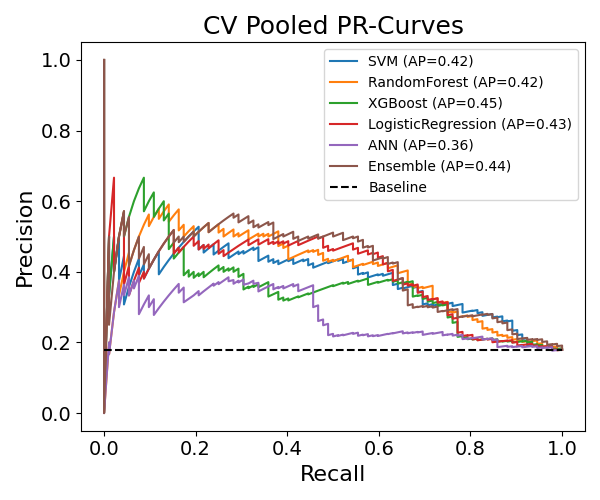 CV Pooled PR-Curves
SVM (AP=0.42)
RandomForest (AP=0.42)
XGBoost (AP=0.45)
LogisticRegression (AP=0.43)
ANN (AP=0.36)
Ensemble (AP=0.44)
Baseline
Precision
1.0
0.8
0.6
0.4
0.2
0.0
0.0 0.2 0.4 0.6 0.8 1.0
Recall